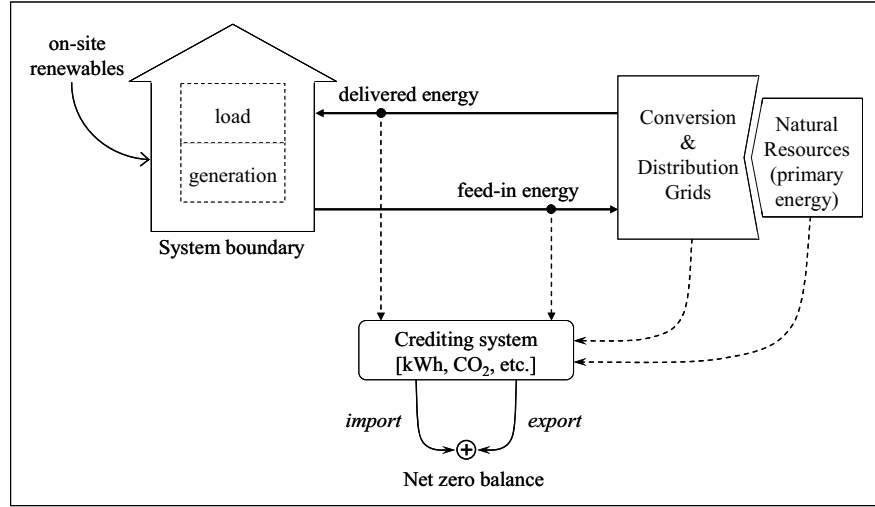 on-site
renewables
load
generation
System boundary
delivered energy
feed-in energy
Conversion
&
Distribution
Grids
Natural
Resources
(primary
energy)
Crediting system
[kWh, CO₂, etc.]
import
export
Net zero balance